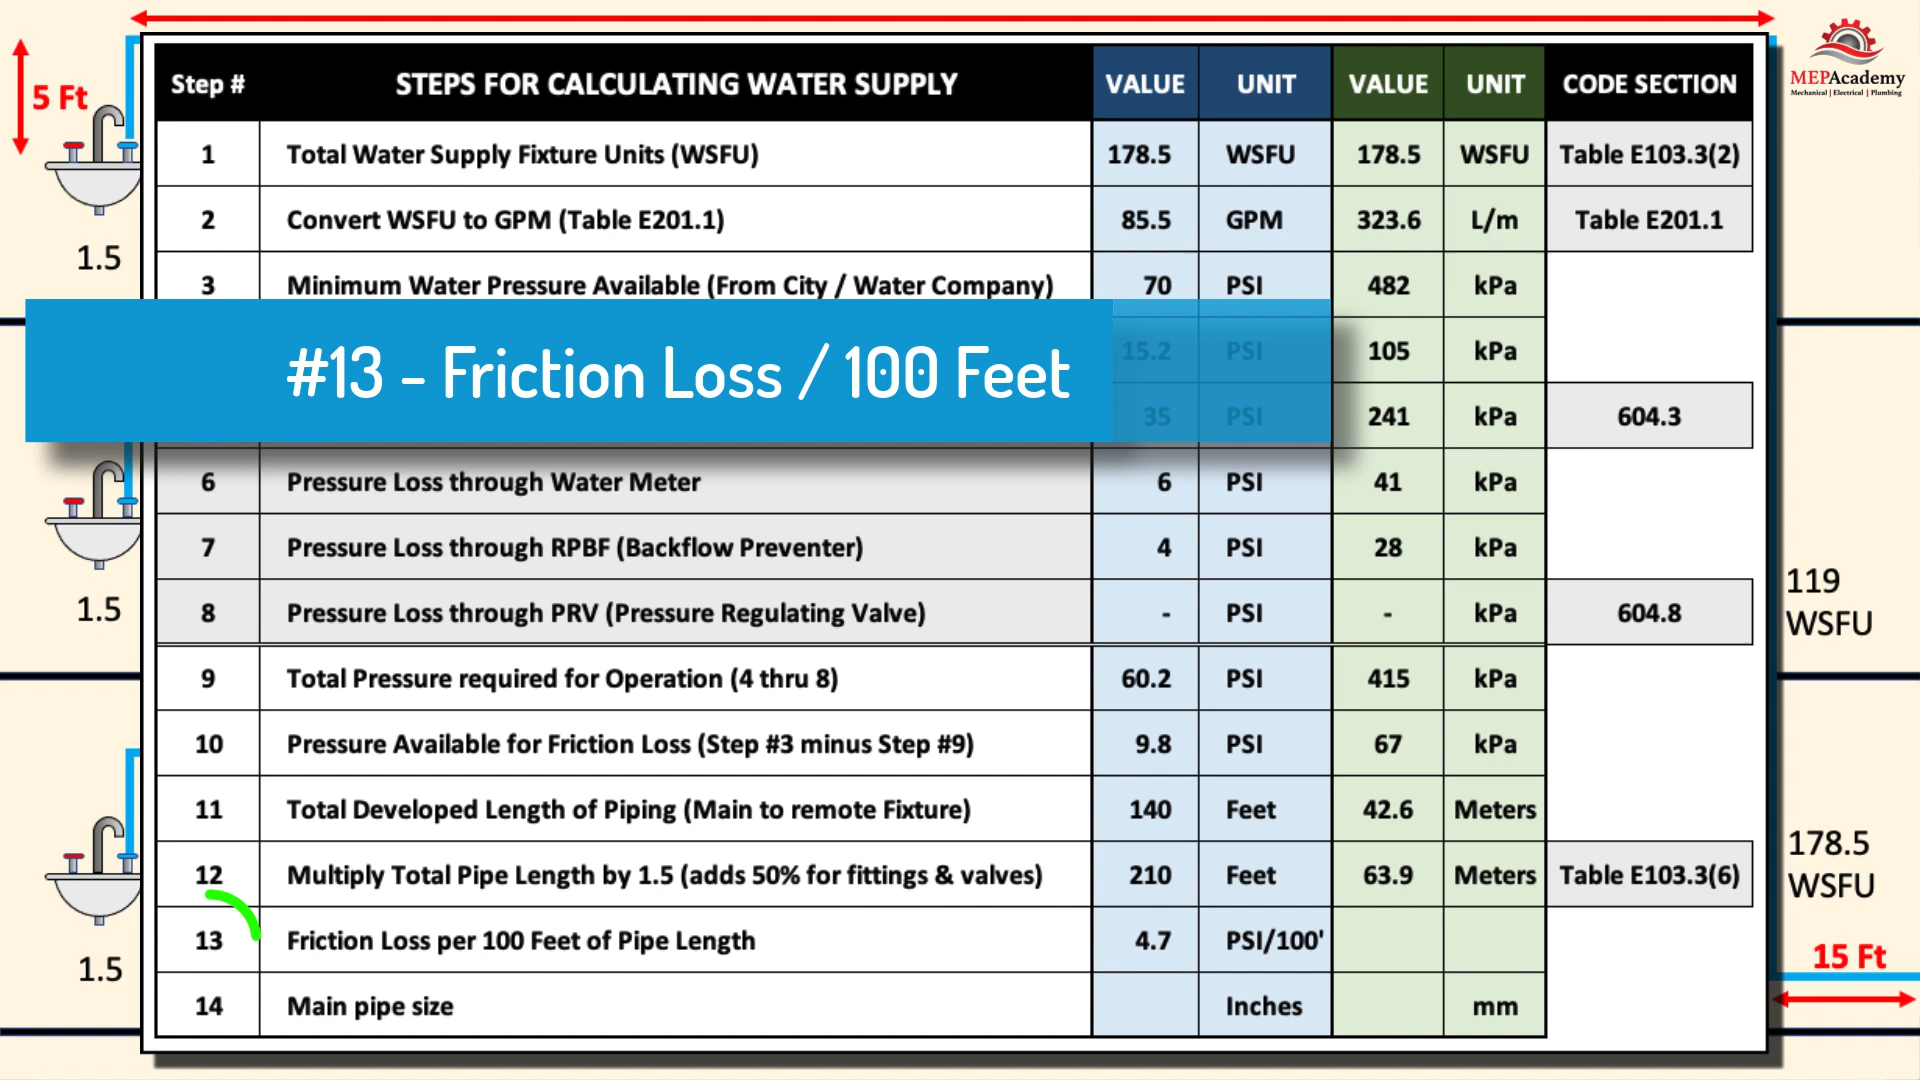 5 Ft
MEPAcademy
Mechanical | Electrical | Plumbing
Step # STEPS FOR CALCULATING WATER SUPPLY VALUE UNIT VALUE UNIT CODE SECTION
1 Total Water Supply Fixture Units (WSFU) 178.5 WSFU 178.5 WSFU Table E103.3(2)
2 Convert WSFU to GPM (Table E201.1) 85.5 GPM 323.6 L/m Table E201.1
1.5
3 Minimum Water Pressure Available (From City / Water Company) 70 PSI 482 kPa
#13 - Friction Loss / 100 Feet
15.2 PSI 105 kPa
35 PSI 241 kPa 604.3
6 Pressure Loss through Water Meter 6 PSI 41 kPa
7 Pressure Loss through RPBF (Backflow Preventer) 4 PSI 28 kPa
1.5
8 Pressure Loss through PRV (Pressure Regulating Valve) - PSI - kPa 604.8
119
WSFU
9 Total Pressure required for Operation (4 thru 8) 60.2 PSI 415 kPa
10 Pressure Available for Friction Loss (Step #3 minus Step #9) 9.8 PSI 67 kPa
11 Total Developed Length of Piping (Main to remote Fixture) 140 Feet 42.6 Meters
12 Multiply Total Pipe Length by 1.5 (adds 50% for fittings & valves) 210 Feet 63.9 Meters Table E103.3(6)
178.5
WSFU
13 Friction Loss per 100 Feet of Pipe Length 4.7 PSI/100'
15 Ft
1.5
14 Main pipe size Inches mm